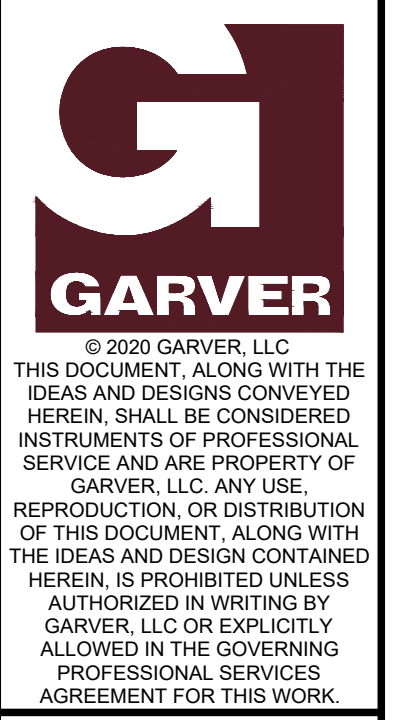 GARVER
© 2020 GARVER, LLC
THIS DOCUMENT, ALONG WITH THE
IDEAS AND DESIGNS CONVEYED
HEREIN, SHALL BE CONSIDERED
INSTRUMENTS OF PROFESSIONAL
SERVICE AND ARE PROPERTY OF
GARVER, LLC. ANY USE,
REPRODUCTION, OR DISTRIBUTION
OF THIS DOCUMENT, ALONG WITH
THE IDEAS AND DESIGN CONTAINED
HEREIN, IS PROHIBITED UNLESS
AUTHORIZED IN WRITING BY
GARVER, LLC OR EXPLICITLY
ALLOWED IN THE GOVERNING
PROFESSIONAL SERVICES
AGREEMENT FOR THIS WORK.